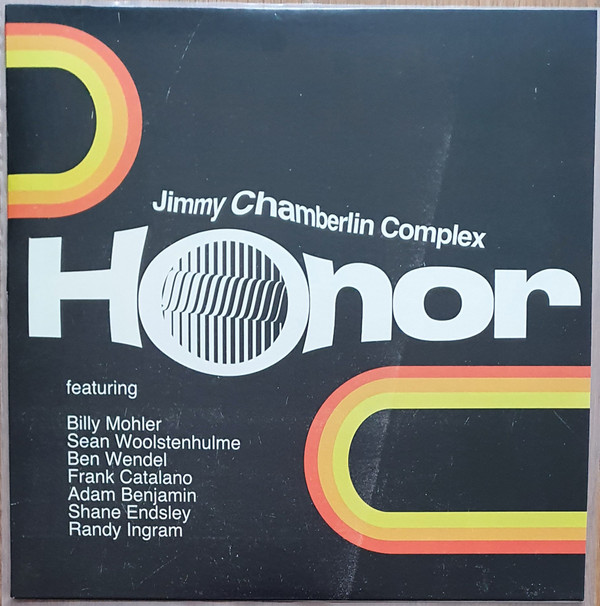 Jimmy Chamberlin Complex
Honor
featuring
Billy Mohler
Sean Woolstenhulme
Ben Wendel
Frank Catalano
Adam Benjamin
Shane Endsley
Randy Ingram